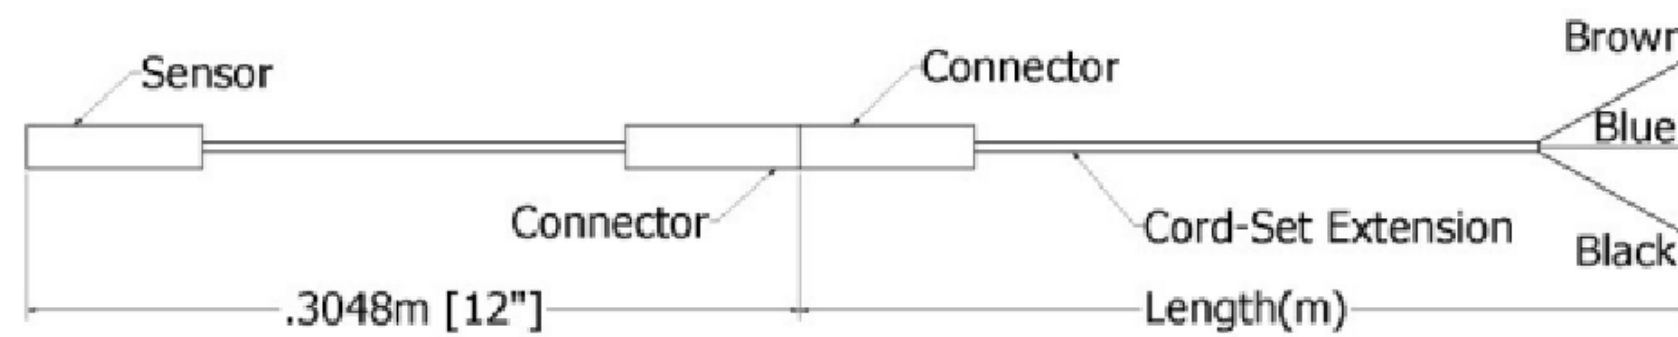 Brown
Sensor
Connector
Blue
Connector
Cord-Set Extension
Black
.3048m [12"]
Length(m)